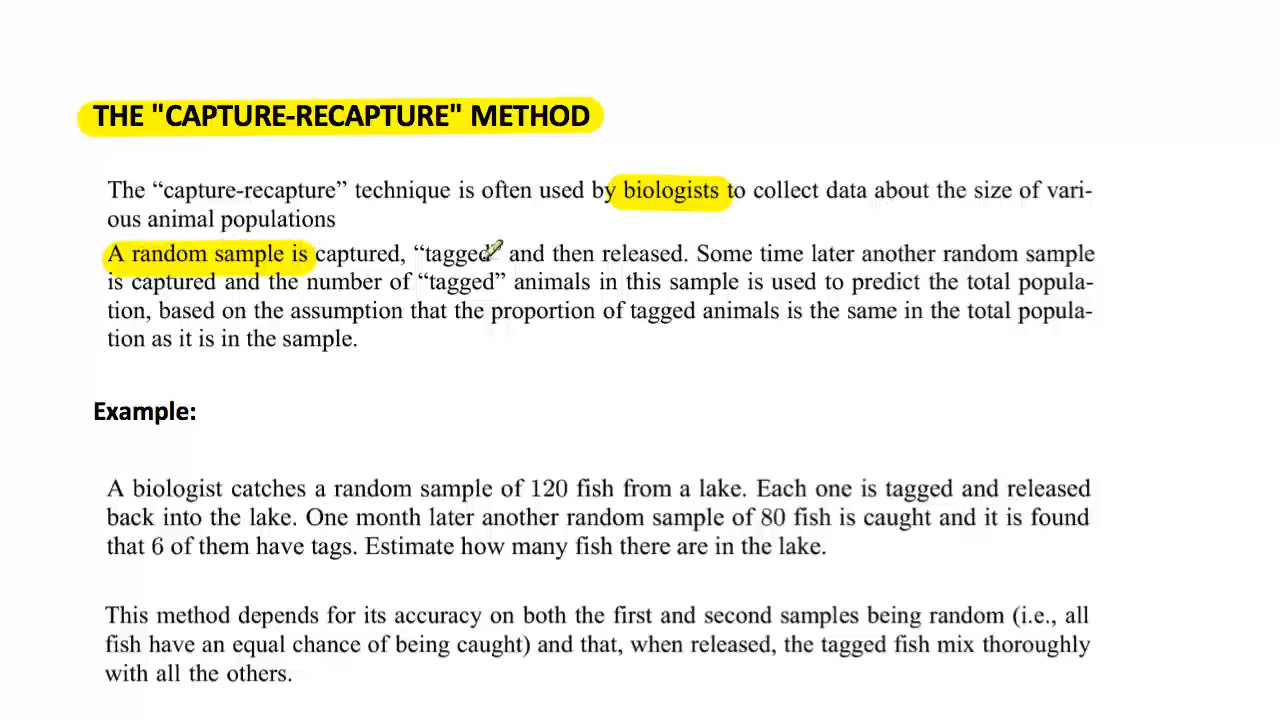 THE "CAPTURE-RECAPTURE" METHOD
The “capture-recapture” technique is often used by biologists to collect data about the size of vari-
ous animal populations
A random sample is captured, “tagged” and then released. Some time later another random sample
is captured and the number of “tagged” animals in this sample is used to predict the total popula-
tion, based on the assumption that the proportion of tagged animals is the same in the total popula-
tion as it is in the sample.
Example:
A biologist catches a random sample of 120 fish from a lake. Each one is tagged and released
back into the lake. One month later another random sample of 80 fish is caught and it is found
that 6 of them have tags. Estimate how many fish there are in the lake.
This method depends for its accuracy on both the first and second samples being random (i.e., all
fish have an equal chance of being caught) and that, when released, the tagged fish mix thoroughly
with all the others.